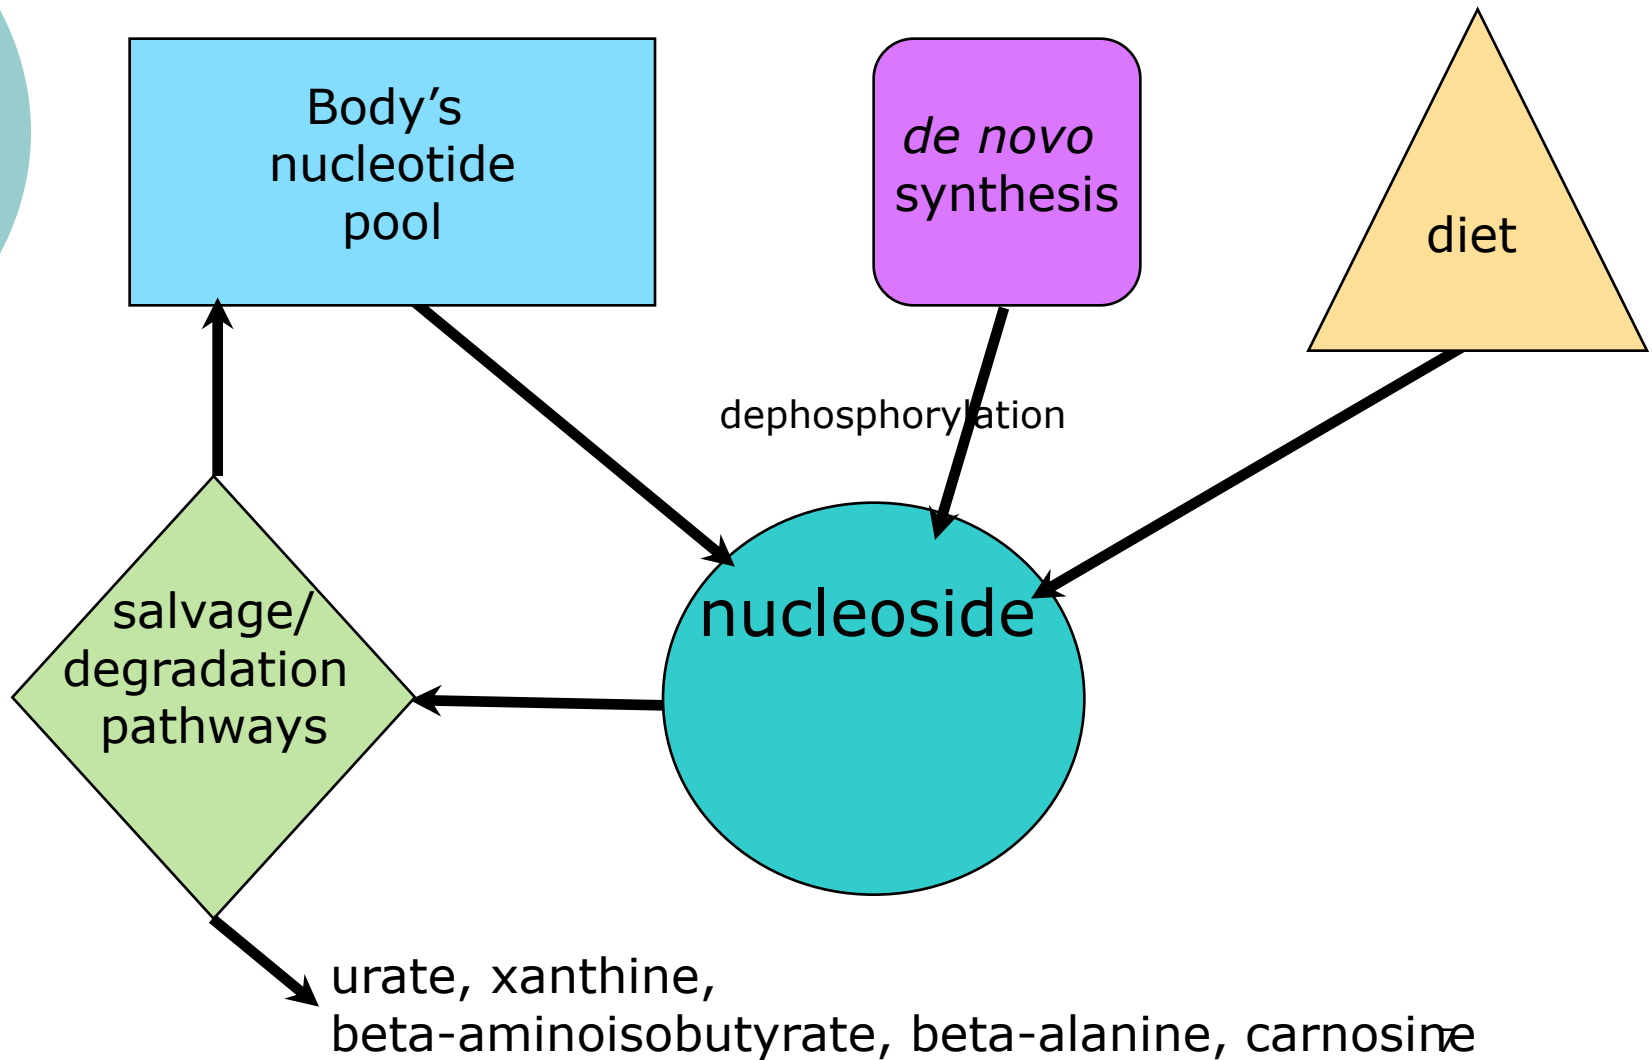 Body’s
nucleotide
pool
de novo
synthesis
diet
dephosphorylation
nucleoside
salvage/
degradation
pathways
urate, xanthine,
beta-aminoisobutyrate, beta-alanine, carnosine
7